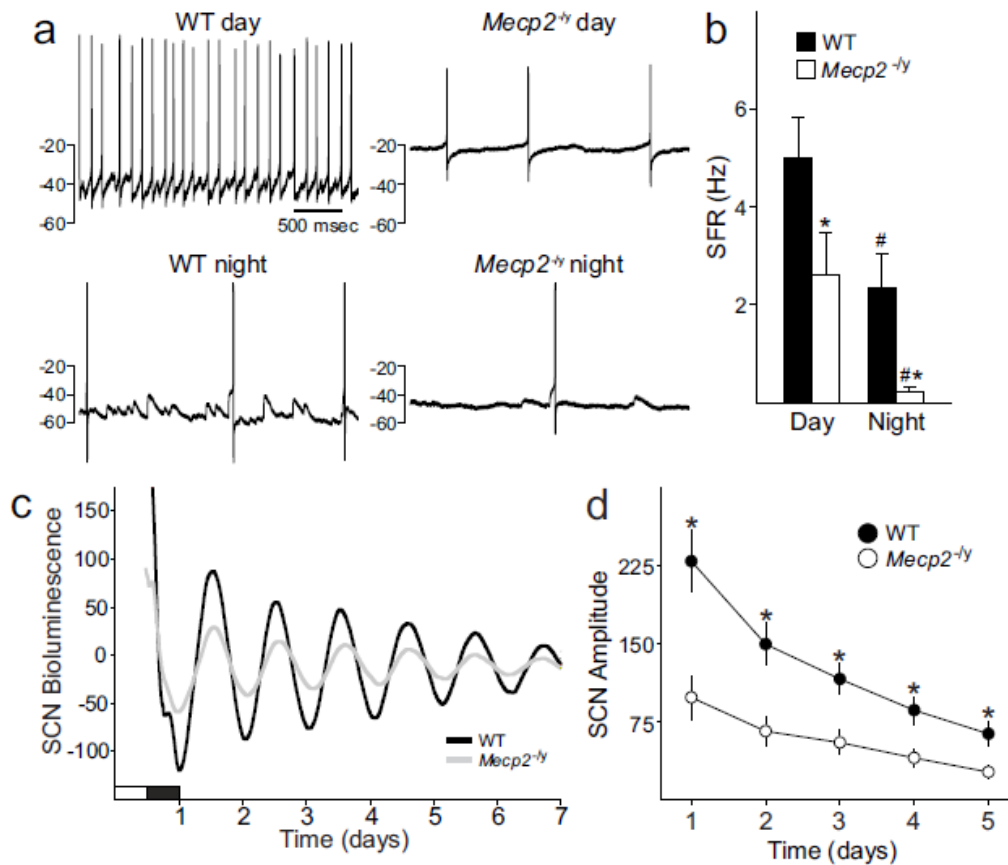 a
WT day
Mecp2-/y day
-20
-40
-60
500 msec
-20
-40
-60
WT night
Mecp2-/y night
-20
-40
-60
-20
-40
-60
b
WT
Mecp2-/y
SFR (Hz)
6
4
2
*
#
#*
Day
Night
c
SCN Bioluminescence
150
100
50
0
-50
-100
WT
Mecp2-/y
1 2 3 4 5 6 7
Time (days)
d
WT
Mecp2-/y
SCN Amplitude
225
150
75
* * * * *
1 2 3 4 5
Time (days)